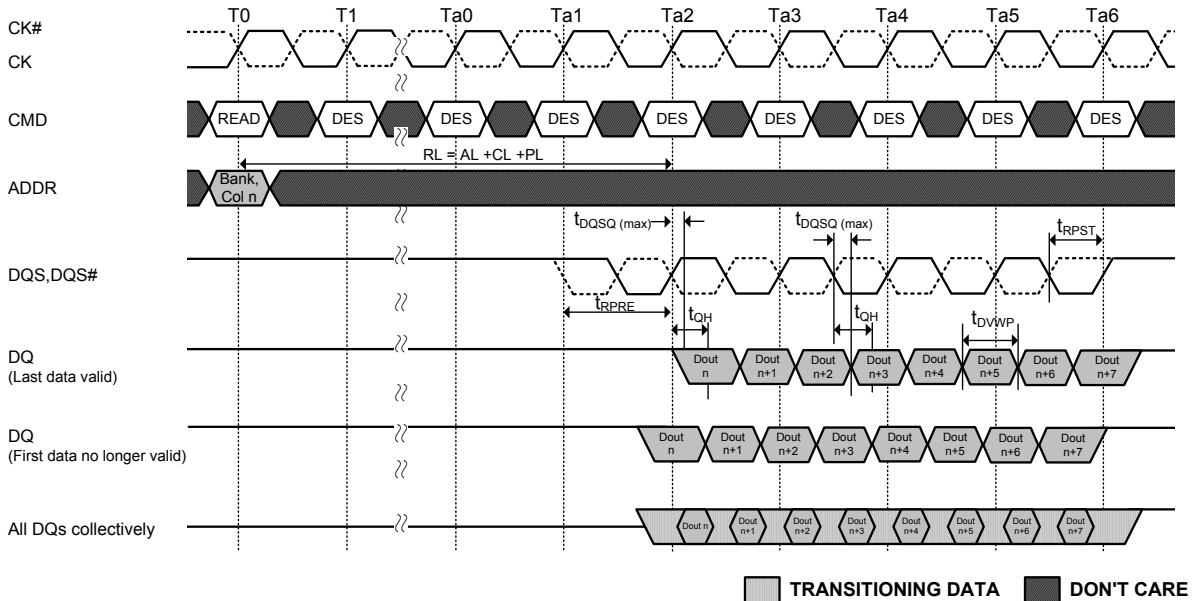 T0 T1 Ta0 Ta1 Ta2 Ta3 Ta4 Ta5 Ta6
CK#
CK
CMD READ DES DES DES DES DES DES DES DES
RL = AL +CL +PL
ADDR Bank, Col n
tDQSQ (max) tDQSQ (max) tRPST
DQS,DQS#
tRPRE tQH tQH tDVWP
DQ Dout n Dout n+1 Dout n+2 Dout n+3 Dout n+4 Dout n+5 Dout n+6 Dout n+7
(Last data valid)
DQ Dout n Dout n+1 Dout n+2 Dout n+3 Dout n+4 Dout n+5 Dout n+6 Dout n+7
(First data no longer valid)
All DQs collectively Dout n Dout n+1 Dout n+2 Dout n+3 Dout n+4 Dout n+5 Dout n+6 Dout n+7
TRANSITIONING DATA DON'T CARE